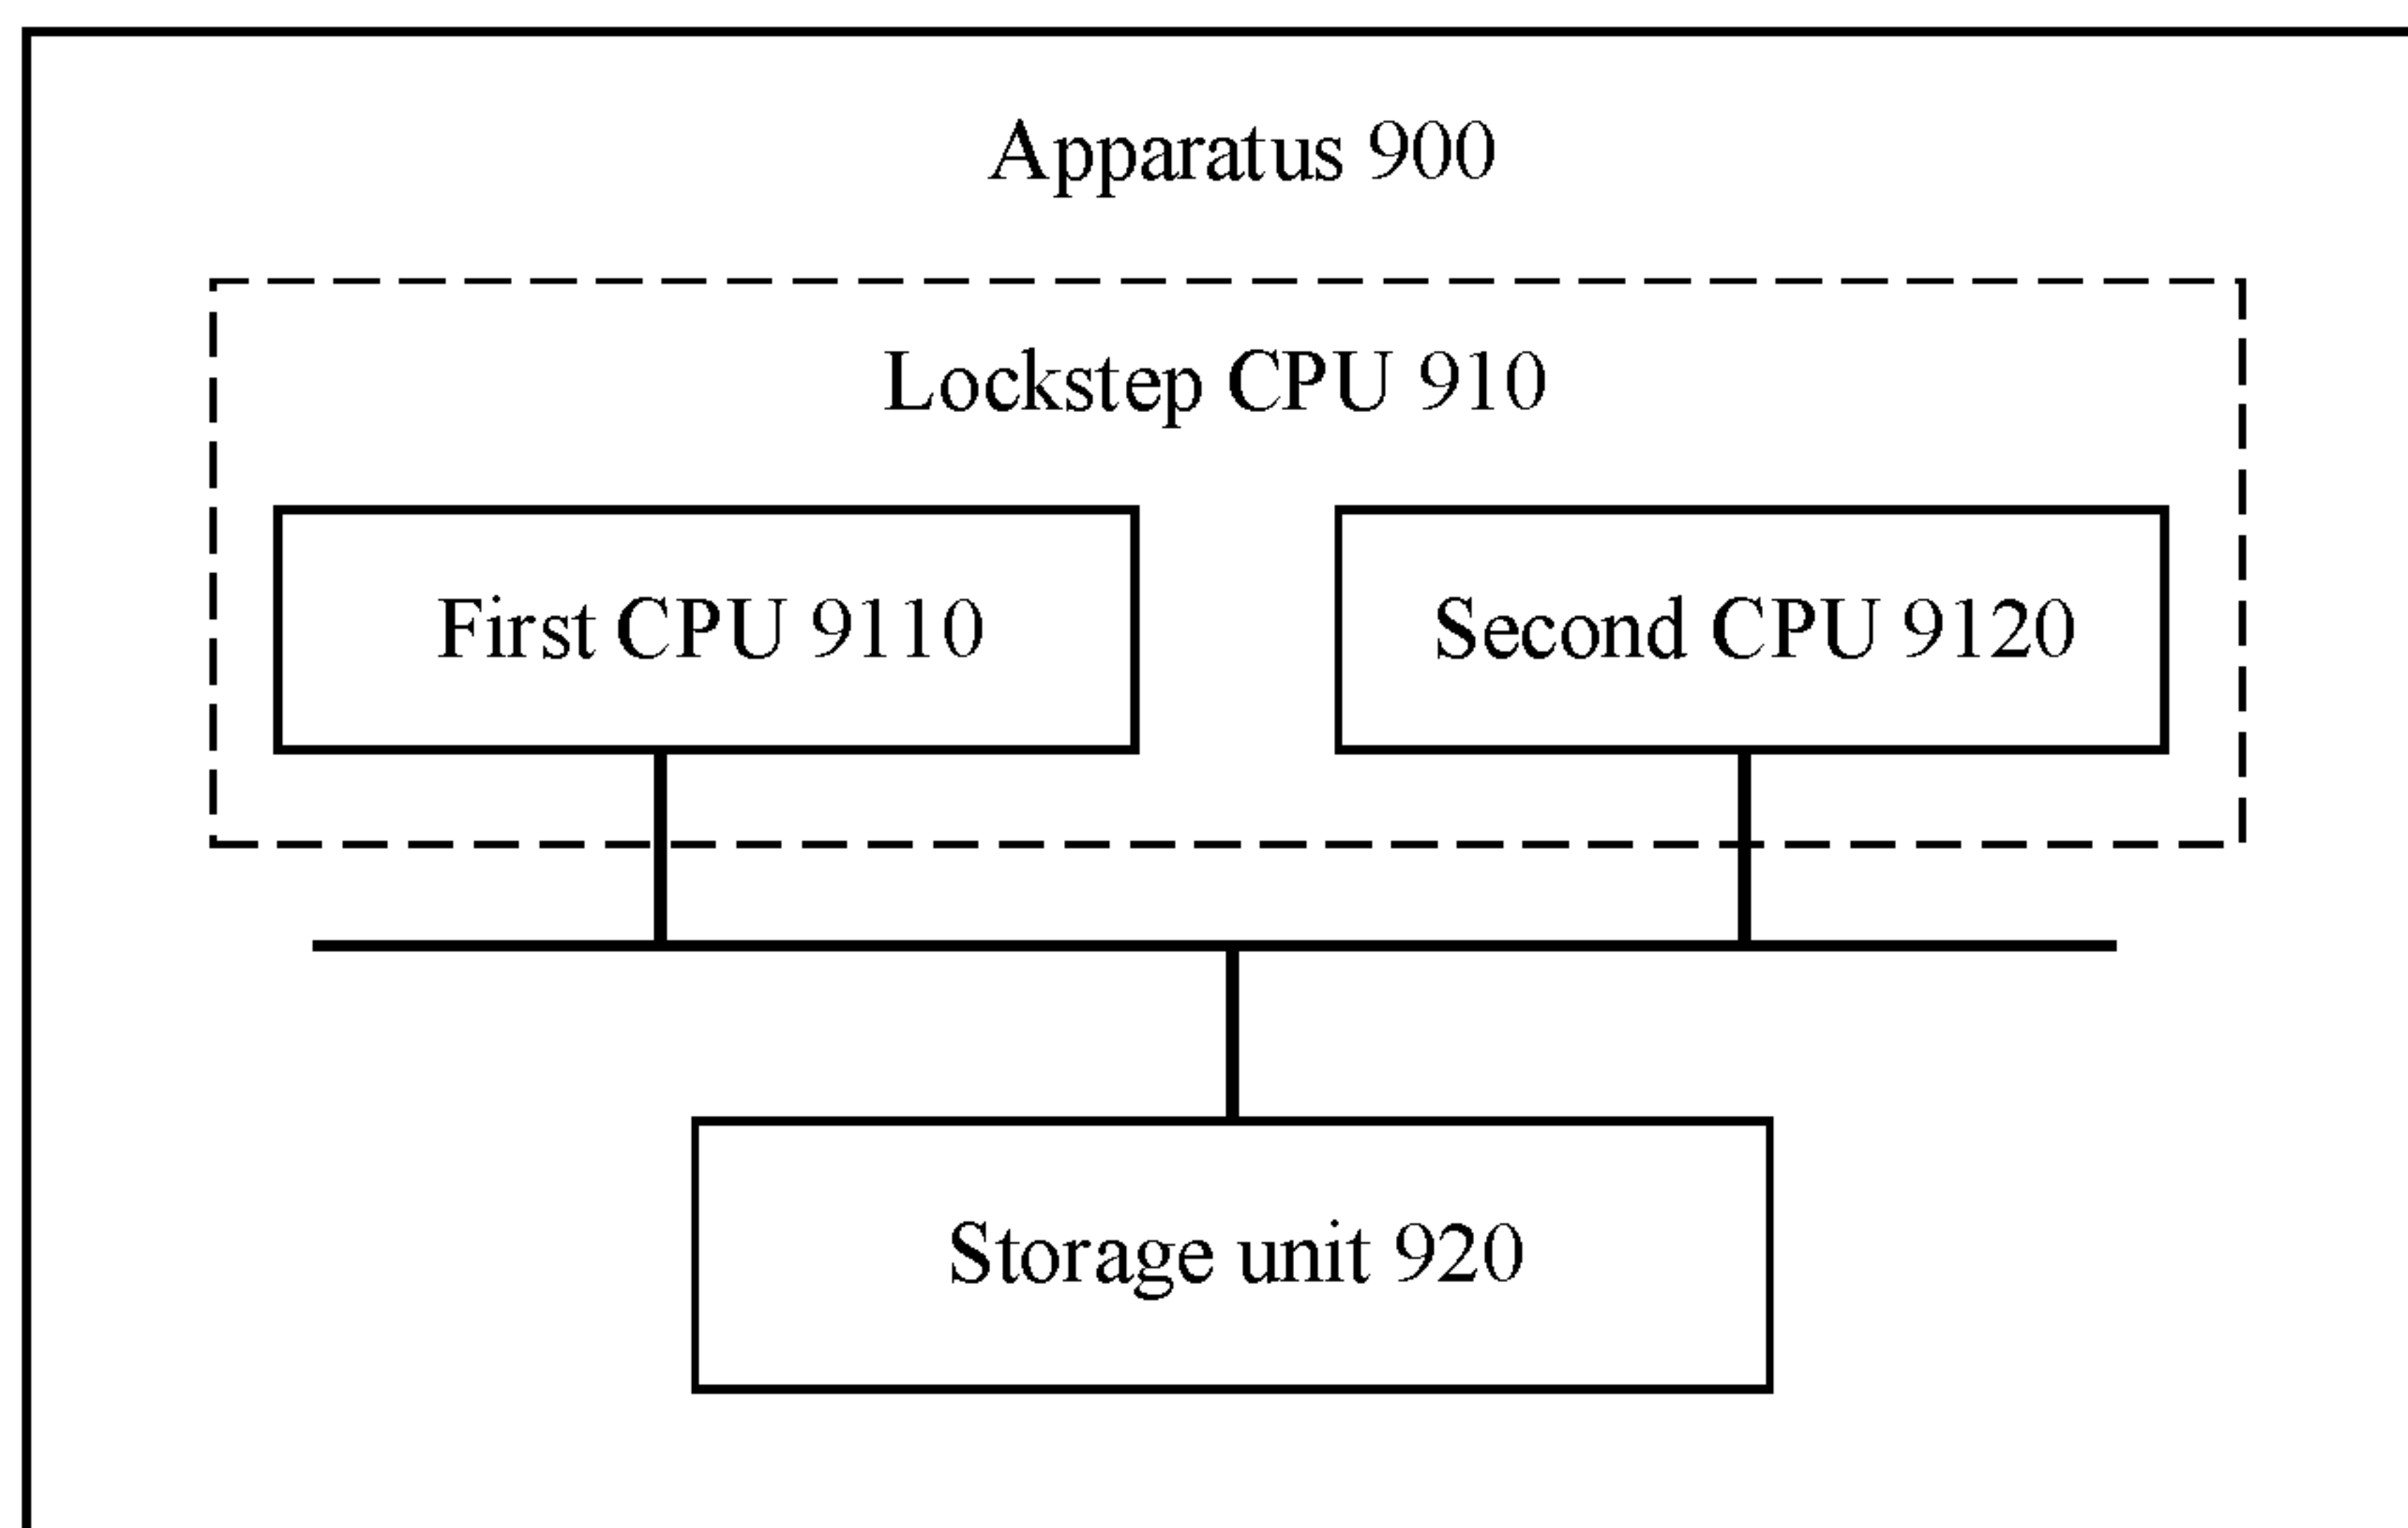 Apparatus 900
Lockstep CPU 910
First CPU 9110
Second CPU 9120
Storage unit 920